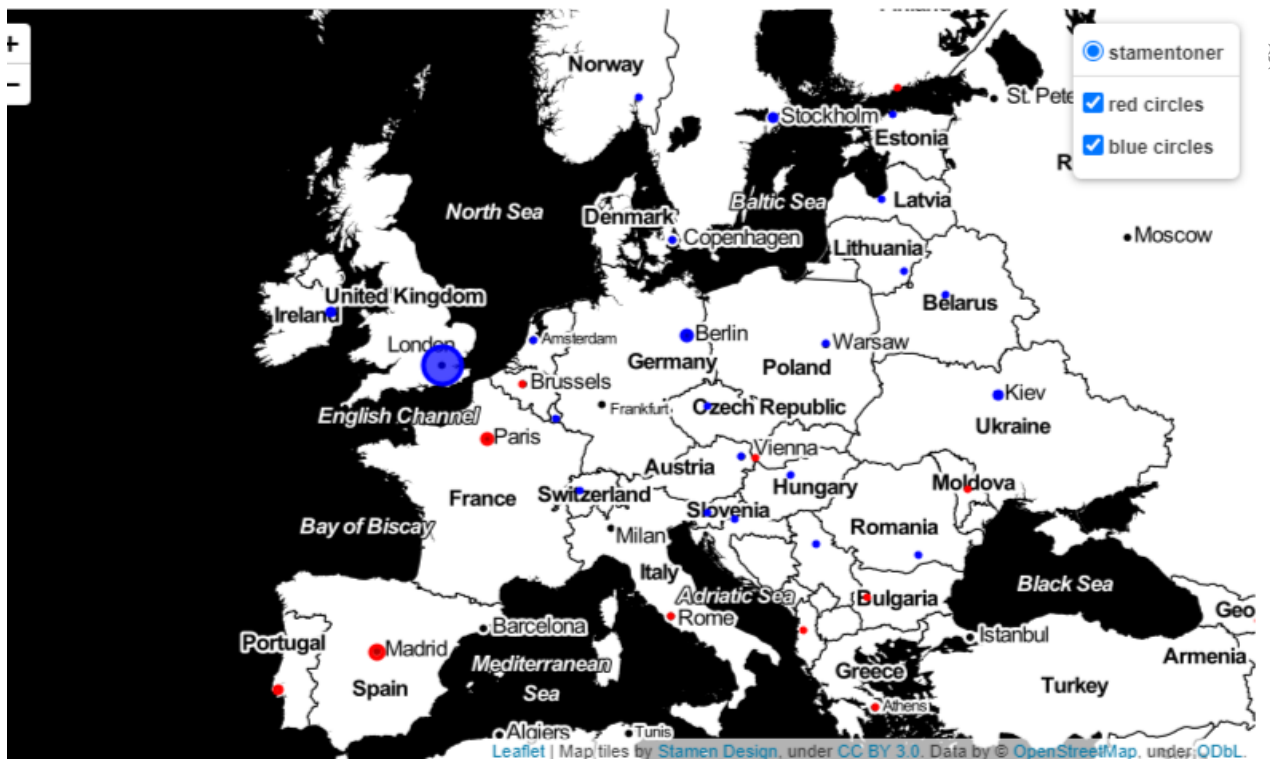 +
−
stamentoner
red circles
blue circles
Norway
Stockholm
St. Pete
Estonia
Baltic Sea
Latvia
North Sea
Denmark
Copenhagen
Moscow
Lithuania
United Kingdom
Ireland
Belarus
London
Amsterdam
Berlin
Warsaw
Germany
Poland
Brussels
Kiev
Frankfurt
Czech Republic
English Channel
Ukraine
Paris
Vienna
Austria
Moldova
Hungary
France
Switzerland
Slovenia
Bay of Biscay
Romania
Milan
Italy
Black Sea
Adriatic Sea
Bulgaria
Geo
Rome
Barcelona
Istanbul
Portugal
Madrid
Armenia
Mediterranean
Sea
Greece
Spain
Turkey
Athens
Algiers
Tunis
Leaflet | Map tiles by Stamen Design, under CC BY 3.0. Data by © OpenStreetMap, under ODbL.